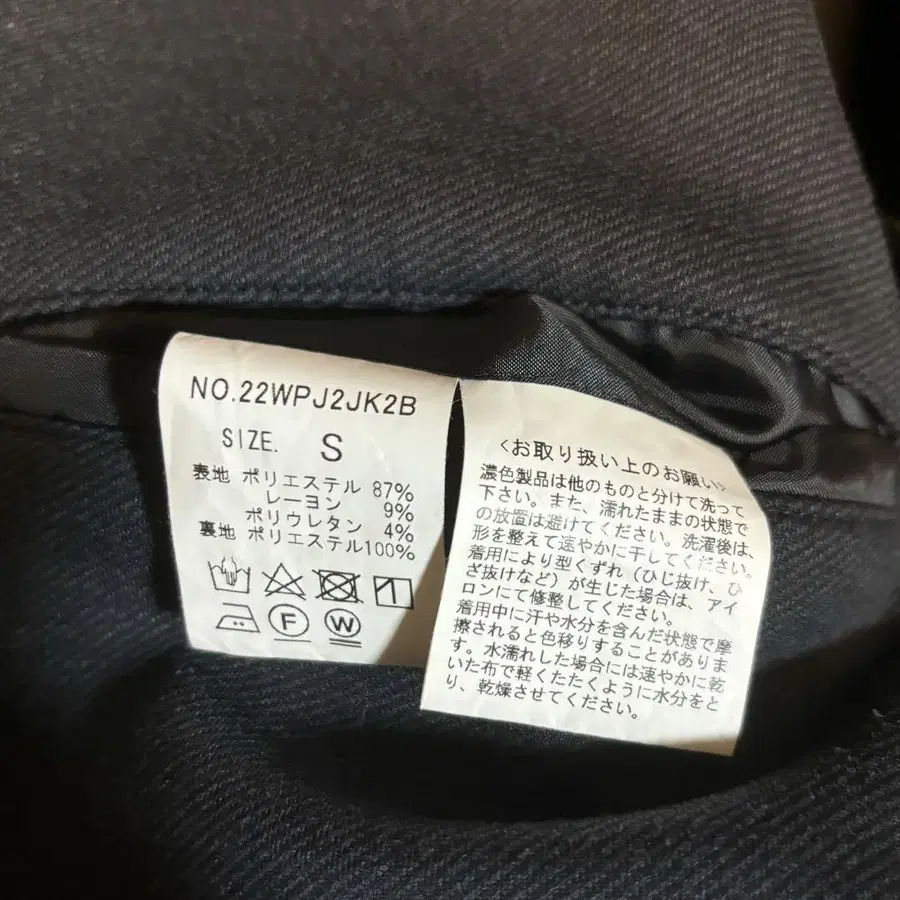 NO.22WPJ2JK2B
SIZE. S
表地 ポリエステル 87%
レーヨン 9%
ポリウレタン 4%
裏地 ポリエステル100%
F W
<お取り扱い上のお願い>
濃色製品は他のものと分けて洗って
下さい。また、濡れたままの状態で
の放置は避けてください。洗濯後は、
形を整えて速やかに干してください。
着用により型くずれ（ひじ抜け、ひ
ざ抜けなど）が生じた場合は、アイ
ロンにて修整してください。
着用中に汗や水分を含んだ状態で摩
擦されると色移りすることがありま
す。水濡れした場合には速やかに乾
いた布で軽くたたくように水分をと
り、乾燥させてください。